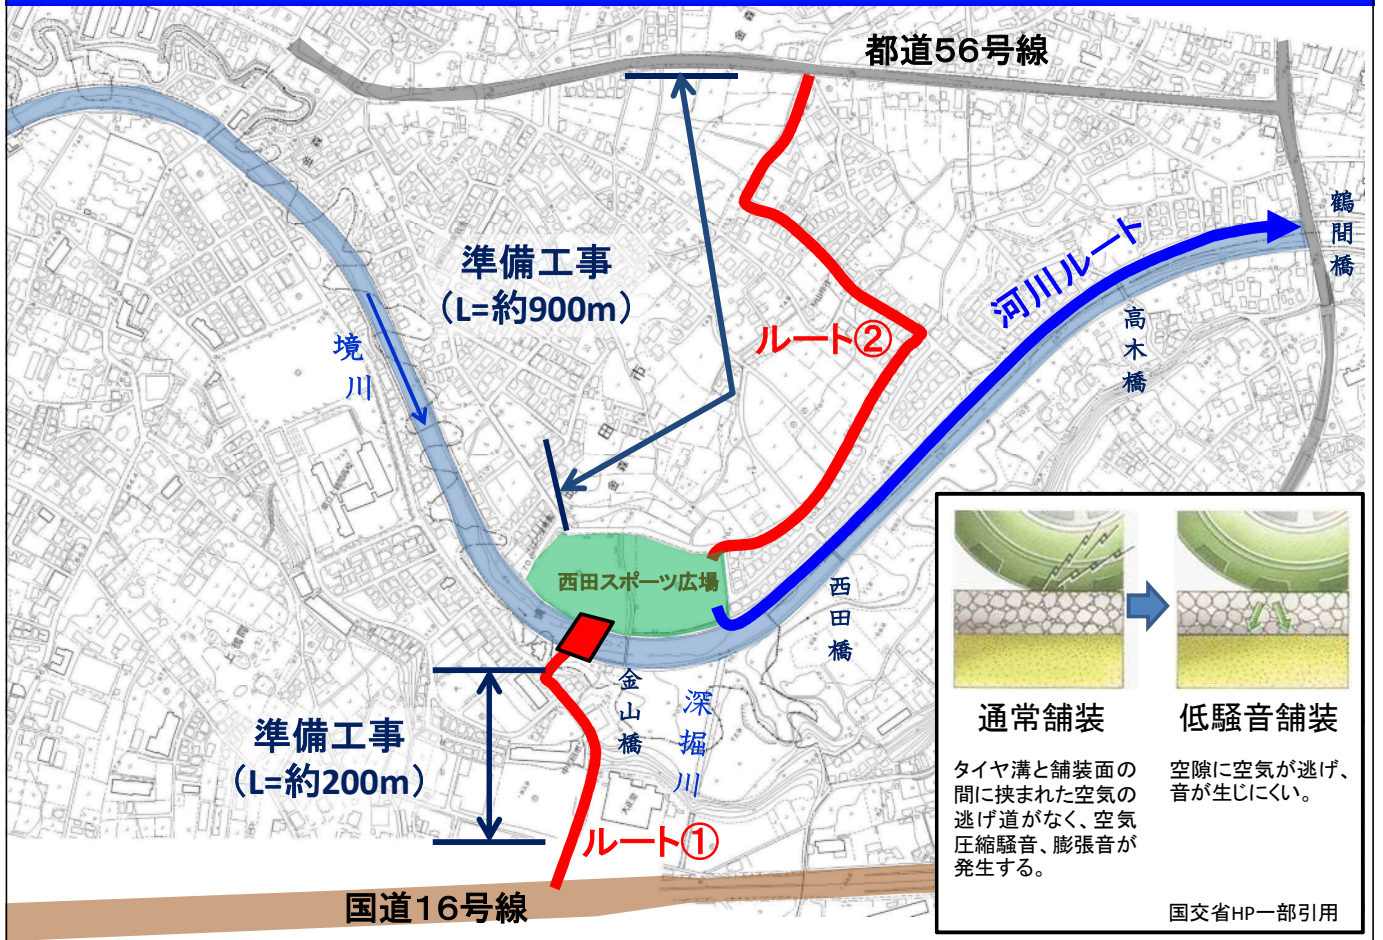 都道56号線
鶴間橋
河川ルート
準備工事
（L=約900m）
境川
高木橋
ルート②
西田スポーツ広場
西田橋
金山橋
深堀川
準備工事
（L=約200m）
ルート①
国道16号線
通常舗装
タイヤ溝と舗装面の
間に挟まれた空気の
逃げ道がなく、空気
圧縮騒音、膨張音が
発生する。
低騒音舗装
空隙に空気が逃げ、
音が生じにくい。
国交省HP一部引用